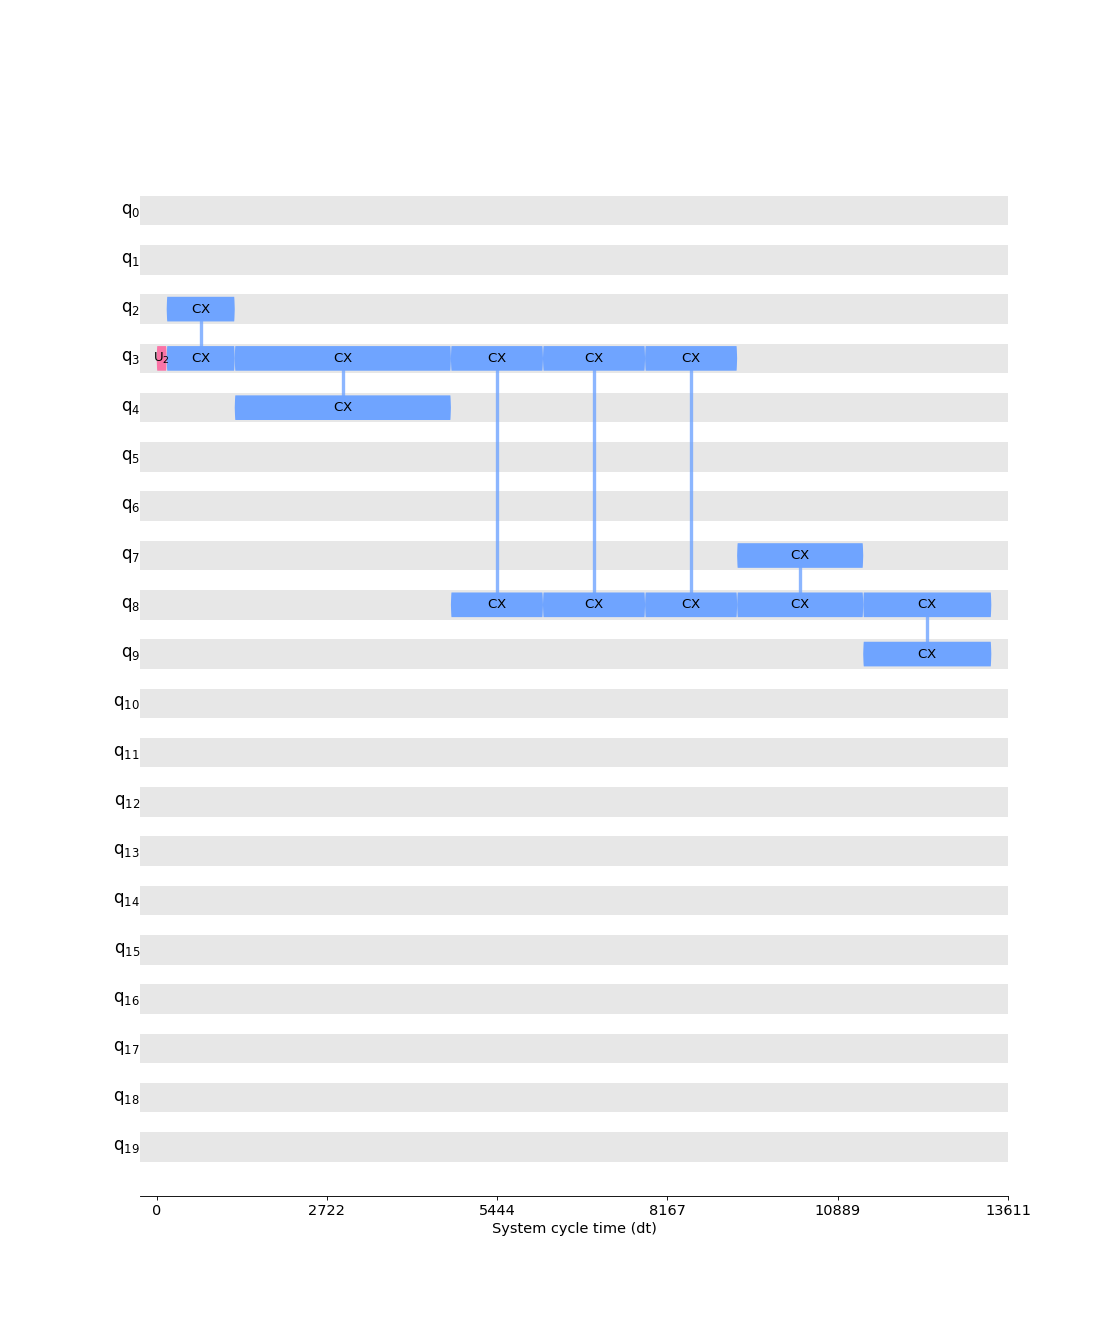 q0
q1
q2 CX
q3 U2 CX CX CX CX CX
q4 CX
q5
q6
q7 CX
q8 CX CX CX CX CX
q9 CX
q10
q11
q12
q13
q14
q15
q16
q17
q18
q19
0 2722 5444 8167 10889 13611
System cycle time (dt)